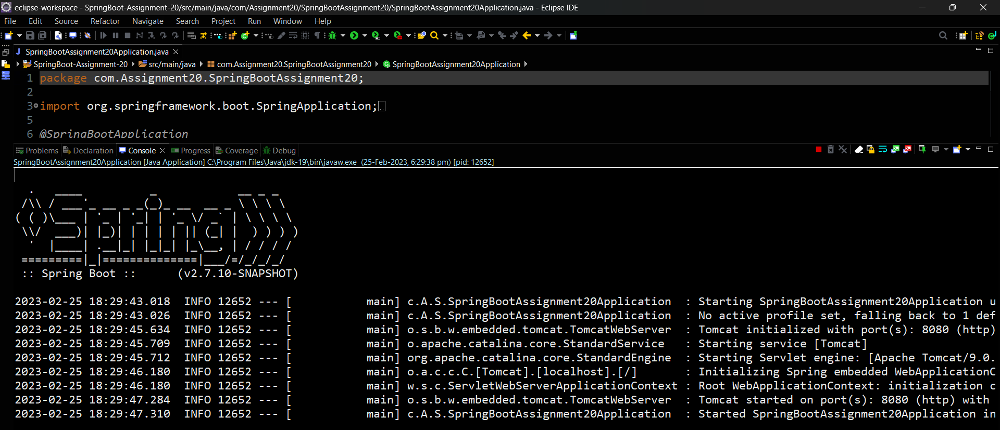 eclipse-workspace - SpringBoot-Assignment-20/src/main/java/com/Assignment20/SpringBootAssignment20/SpringBootAssignment20Application.java - Eclipse IDE
File Edit Source Refactor Navigate Search Project Run Window Help
SpringBootAssignment20Application.java
SpringBoot-Assignment-20 src/main/java com.Assignment20.SpringBootAssignment20 SpringBootAssignment20Application
1 package com.Assignment20.SpringBootAssignment20;
2
3 import org.springframework.boot.SpringApplication;
5
6 @SpringBootApplication
Problems Declaration Console Progress Coverage Debug
SpringBootAssignment20Application [Java Application] C:\Program Files\Java\jdk-19\bin\javaw.exe (25-Feb-2023, 6:29:38 pm) [pid: 12652]
  .   ____          _            __ _ _
 /\\ / ___'_ __ _ _(_)_ __  __ _ \ \ \ \
( ( )\___ | '_ | '_| | '_ \/ _` | \ \ \ \
 \\/  ___)| |_)| | | | | || (_| |  ) ) ) )
  '  |____| .__|_| |_|_| |_\__, | / / / /
 =========|_|==============|___/=/_/_/_/
 :: Spring Boot ::      (v2.7.10-SNAPSHOT)
2023-02-25 18:29:43.018  INFO 12652 --- [           main] c.A.S.SpringBootAssignment20Application  : Starting SpringBootAssignment20Application u
2023-02-25 18:29:43.026  INFO 12652 --- [           main] c.A.S.SpringBootAssignment20Application  : No active profile set, falling back to 1 def
2023-02-25 18:29:45.634  INFO 12652 --- [           main] o.s.b.w.embedded.tomcat.TomcatWebServer  : Tomcat initialized with port(s): 8080 (http)
2023-02-25 18:29:45.709  INFO 12652 --- [           main] o.apache.catalina.core.StandardService   : Starting service [Tomcat]
2023-02-25 18:29:45.712  INFO 12652 --- [           main] org.apache.catalina.core.StandardEngine  : Starting Servlet engine: [Apache Tomcat/9.0.
2023-02-25 18:29:46.180  INFO 12652 --- [           main] o.a.c.c.C.[Tomcat].[localhost].[/]       : Initializing Spring embedded WebApplicationC
2023-02-25 18:29:46.180  INFO 12652 --- [           main] w.s.c.ServletWebServerApplicationContext : Root WebApplicationContext: initialization c
2023-02-25 18:29:47.284  INFO 12652 --- [           main] o.s.b.w.embedded.tomcat.TomcatWebServer  : Tomcat started on port(s): 8080 (http) with
2023-02-25 18:29:47.310  INFO 12652 --- [           main] c.A.S.SpringBootAssignment20Application  : Started SpringBootAssignment20Application in